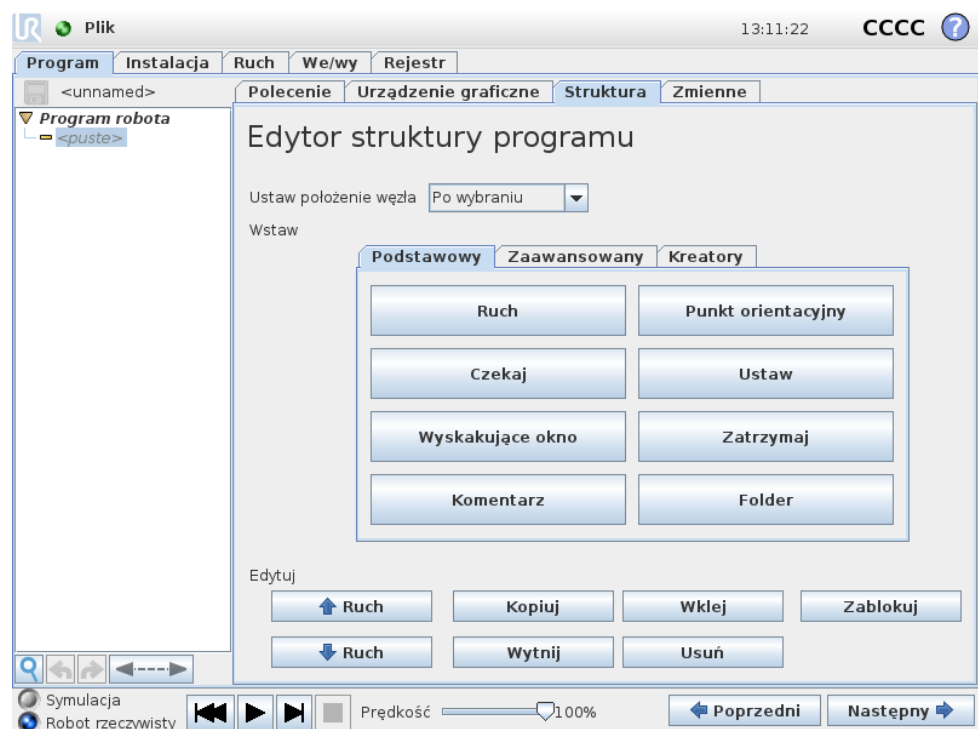 UR Plik 13:11:22 CCCC ?
Program Instalacja Ruch We/wy Rejestr
<unnamed>
Program robota
<puste>
Polecenie Urządzenie graficzne Struktura Zmienne
Edytor struktury programu
Ustaw położenie węzła Po wybraniu
Wstaw
Podstawowy Zaawansowany Kreatory
Ruch Punkt orientacyjny
Czekaj Ustaw
Wyskakujące okno Zatrzymaj
Komentarz Folder
Edytuj
Ruch Kopiuj Wklej Zablokuj
Ruch Wytnij Usuń
Symulacja
Robot rzeczywisty
Prędkość 100% Poprzedni Następny